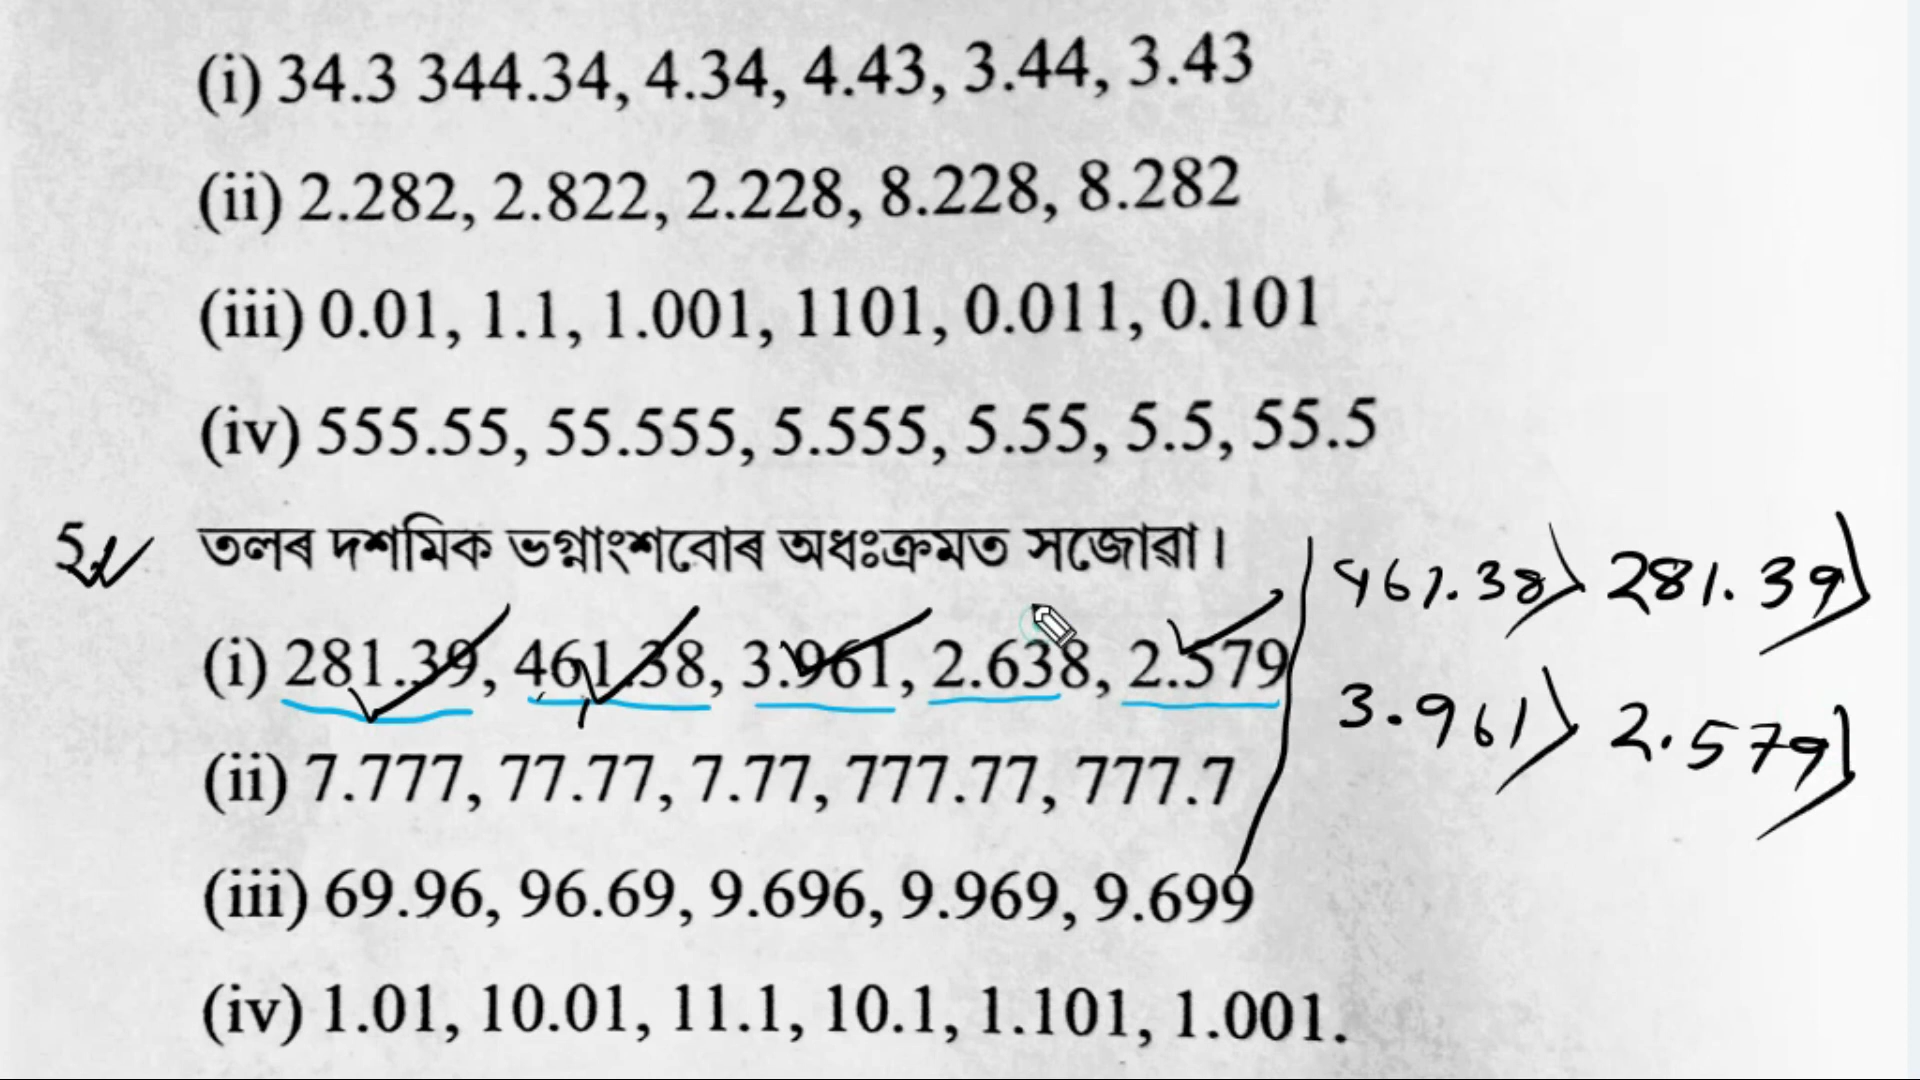 (i) 34.3 344.34, 4.34, 4.43, 3.44, 3.43
(ii) 2.282, 2.822, 2.228, 8.228, 8.282
(iii) 0.01, 1.1, 1.001, 1101, 0.011, 0.101
(iv) 555.55, 55.555, 5.555, 5.55, 5.5, 55.5
তলৰ দশমিক ভগ্নাংশবোৰ অধঃক্ৰমত সজোৱা।
(i) 281.39, 461.38, 3.961, 2.638, 2.579
461.38> 281.39>
3.961> 2.579>
(ii) 7.777, 77.77, 7.77, 777.77, 777.7
(iii) 69.96, 96.69, 9.696, 9.969, 9.699
(iv) 1.01, 10.01, 11.1, 10.1, 1.101, 1.001.